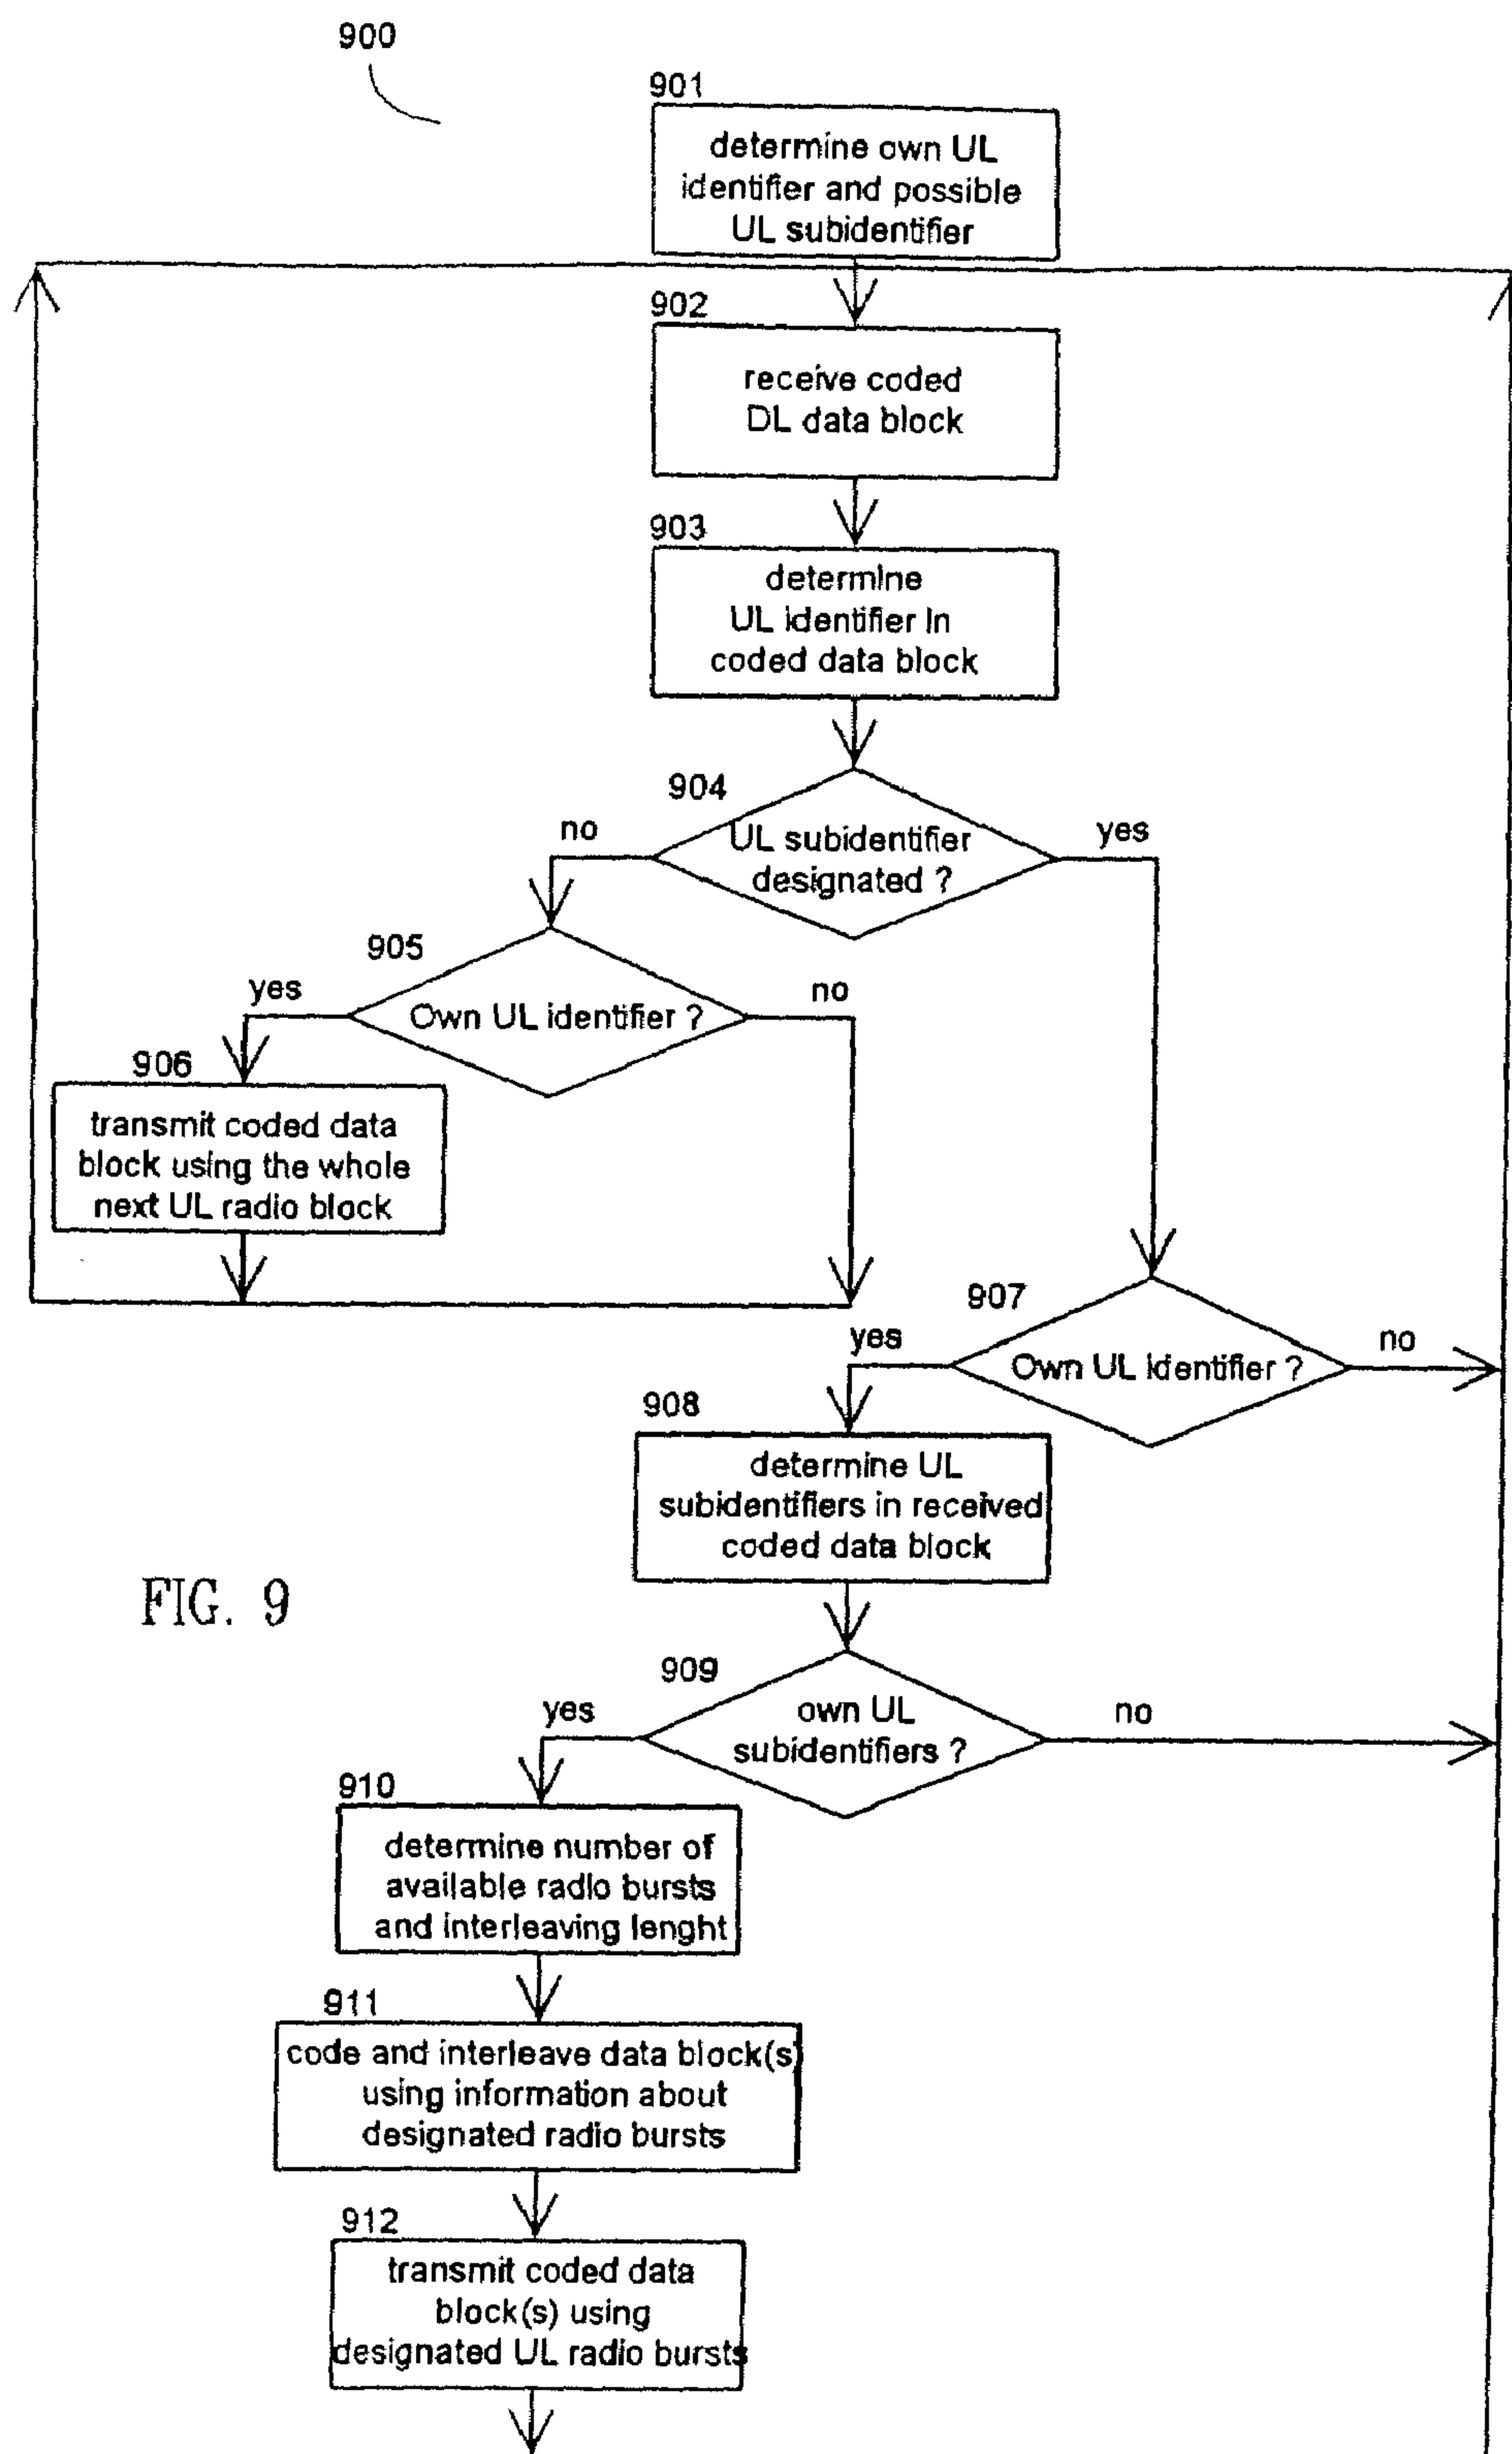 900
901
determine own UL
identifier and possible
UL subidentifier
902
receive coded
DL data block
903
determine
UL identifier in
coded data block
904
no
UL subidentifier
designated ?
yes
905
yes
Own UL identifier ?
no
906
transmit coded data
block using the whole
next UL radio block
907
yes
Own UL identifier ?
no
908
determine UL
subidentifiers in received
coded data block
FIG. 9
909
yes
own UL
subidentifiers ?
no
910
determine number of
available radio bursts
and interleaving lenght
911
code and interleave data block(s)
using information about
designated radio bursts
912
transmit coded data
block(s) using
designated UL radio bursts